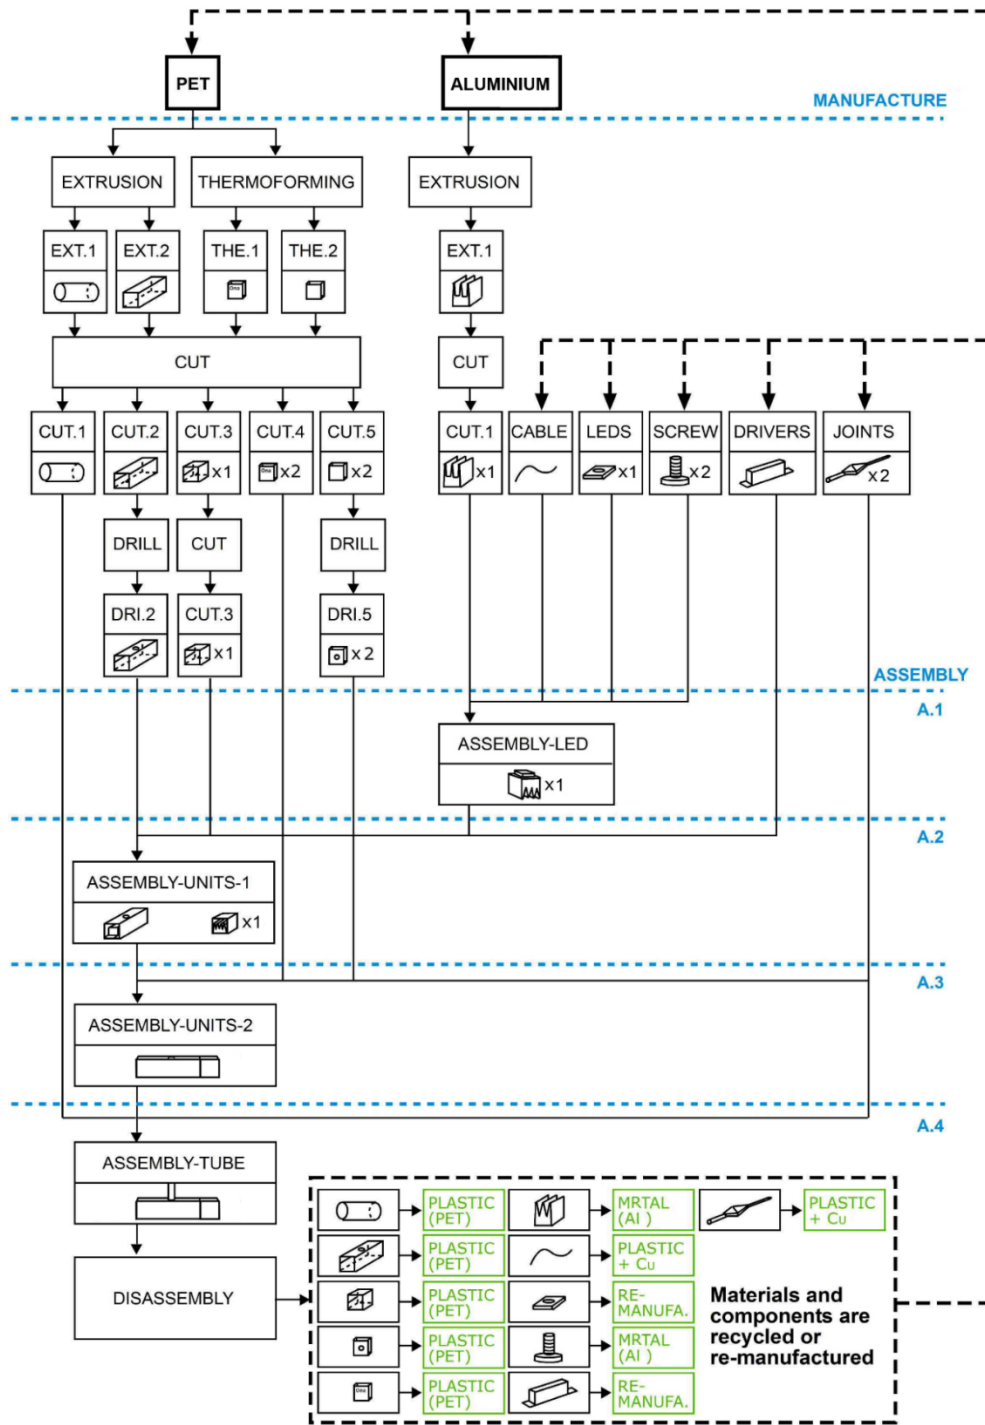 PET
ALUMINIUM
MANUFACTURE
EXTRUSION
THERMOFORMING
EXTRUSION
EXT.1
EXT.2
THE.1
THE.2
EXT.1
CUT
CUT
CUT.1
CUT.2
CUT.3
CUT.4
CUT.5
CUT.1
CABLE
LEDS
SCREW
DRIVERS
JOINTS
x1
x2
x2
x1
x1
x2
x2
DRILL
CUT
DRILL
DRI.2
CUT.3
DRI.5
x1
x2
ASSEMBLY
A.1
ASSEMBLY-LED
x1
A.2
ASSEMBLY-UNITS-1
x1
A.3
ASSEMBLY-UNITS-2
A.4
ASSEMBLY-TUBE
DISASSEMBLY
PLASTIC
(PET)
MRTAL
(Al )
PLASTIC
+ Cu
PLASTIC
(PET)
PLASTIC
+ Cu
PLASTIC
(PET)
RE-
MANUFA.
PLASTIC
(PET)
MRTAL
(Al )
PLASTIC
(PET)
RE-
MANUFA.
Materials and
components are
recycled or
re-manufactured